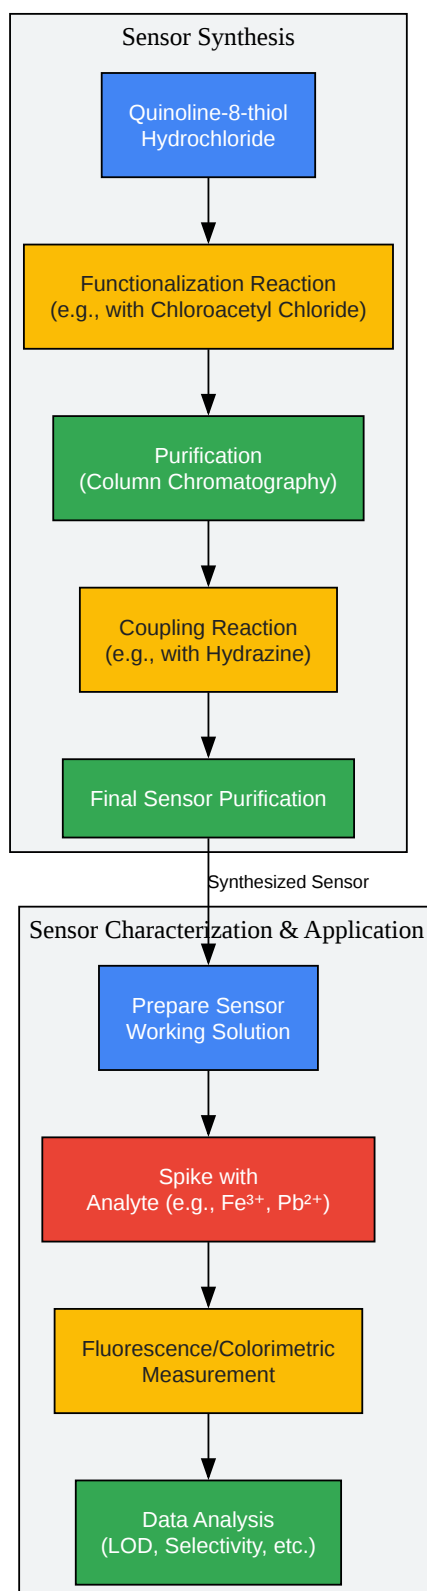 Sensor Synthesis
Quinoline-8-thiol
Hydrochloride
Functionalization Reaction
(e.g., with Chloroacetyl Chloride)
Purification
(Column Chromatography)
Coupling Reaction
(e.g., with Hydrazine)
Final Sensor Purification
Synthesized Sensor
Sensor Characterization & Application
Prepare Sensor
Working Solution
Spike with
Analyte (e.g., Fe³⁺, Pb²⁺)
Fluorescence/Colorimetric
Measurement
Data Analysis
(LOD, Selectivity, etc.)